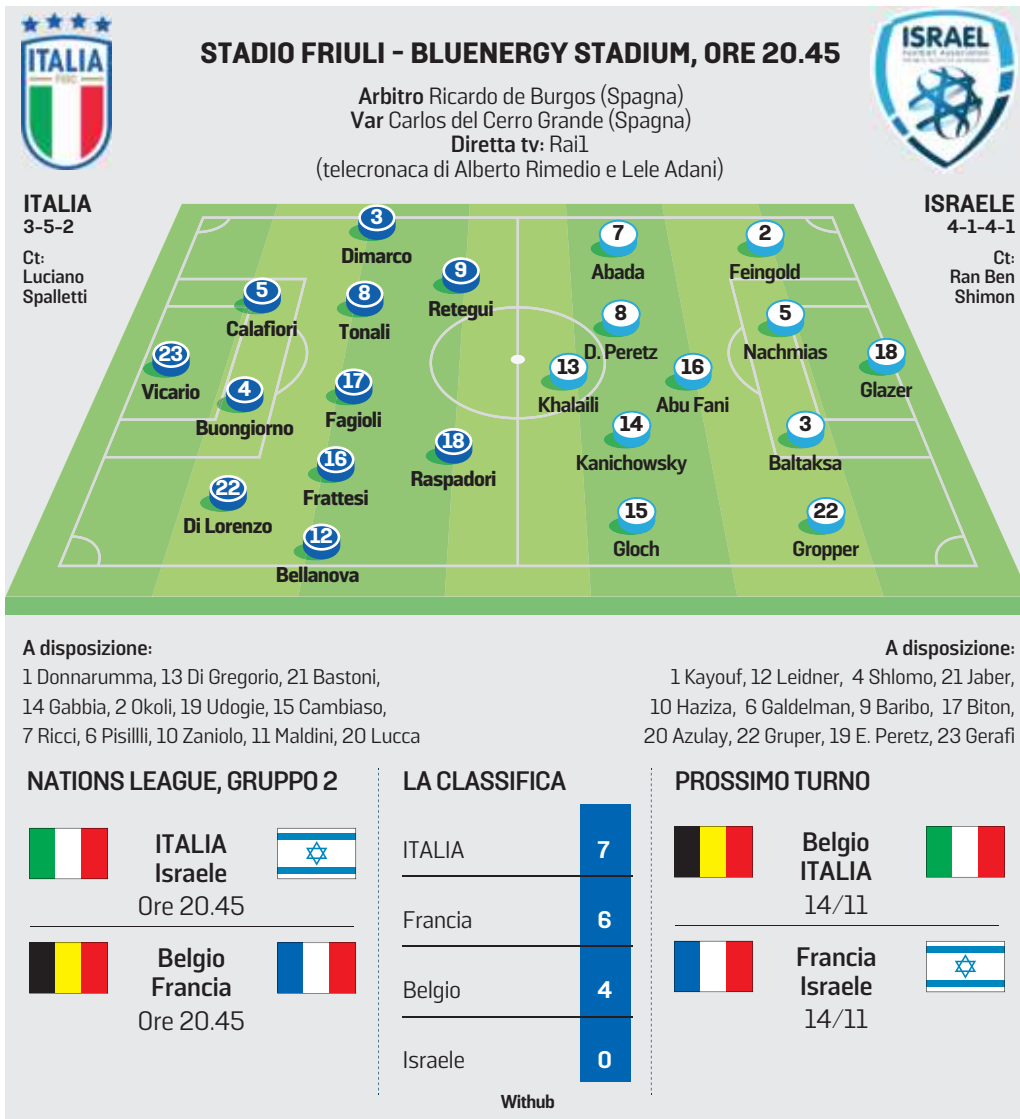 ITALIA
FIGC
ISRAEL
Football Association
STADIO FRIULI - BLUENERGY STADIUM, ORE 20.45
Arbitro Ricardo de Burgos (Spagna)
Var Carlos del Cerro Grande (Spagna)
Diretta tv: Rai1
(telecronaca di Alberto Rimedio e Lele Adani)
ITALIA
3-5-2
Ct:
Luciano
Spalletti
ISRAELE
4-1-4-1
Ct:
Ran Ben
Shimon
3
Dimarco
9
Retegui
5
Calafiori
8
Tonali
23
Vicario
4
Buongiorno
17
Fagioli
18
Raspadori
16
Frattesi
22
Di Lorenzo
12
Bellanova
7
Abada
2
Feingold
8
D. Peretz
5
Nachmias
13
Khalaili
16
Abu Fani
18
Glazer
14
Kanichowsky
3
Baltaksa
15
Gloch
22
Gropper
A disposizione:
1 Donnarumma, 13 Di Gregorio, 21 Bastoni,
14 Gabbia, 2 Okoli, 19 Udogie, 15 Cambiaso,
7 Ricci, 6 Pisillli, 10 Zaniolo, 11 Maldini, 20 Lucca
A disposizione:
1 Kayouf, 12 Leidner, 4 Shlomo, 21 Jaber,
10 Haziza, 6 Galdelman, 9 Baribo, 17 Biton,
20 Azulay, 22 Gruper, 19 E. Peretz, 23 Gerafi
NATIONS LEAGUE, GRUPPO 2
ITALIA
Israele
Ore 20.45
Belgio
Francia
Ore 20.45
LA CLASSIFICA
ITALIA 7
Francia 6
Belgio 4
Israele 0
PROSSIMO TURNO
Belgio
ITALIA
14/11
Francia
Israele
14/11
Withub